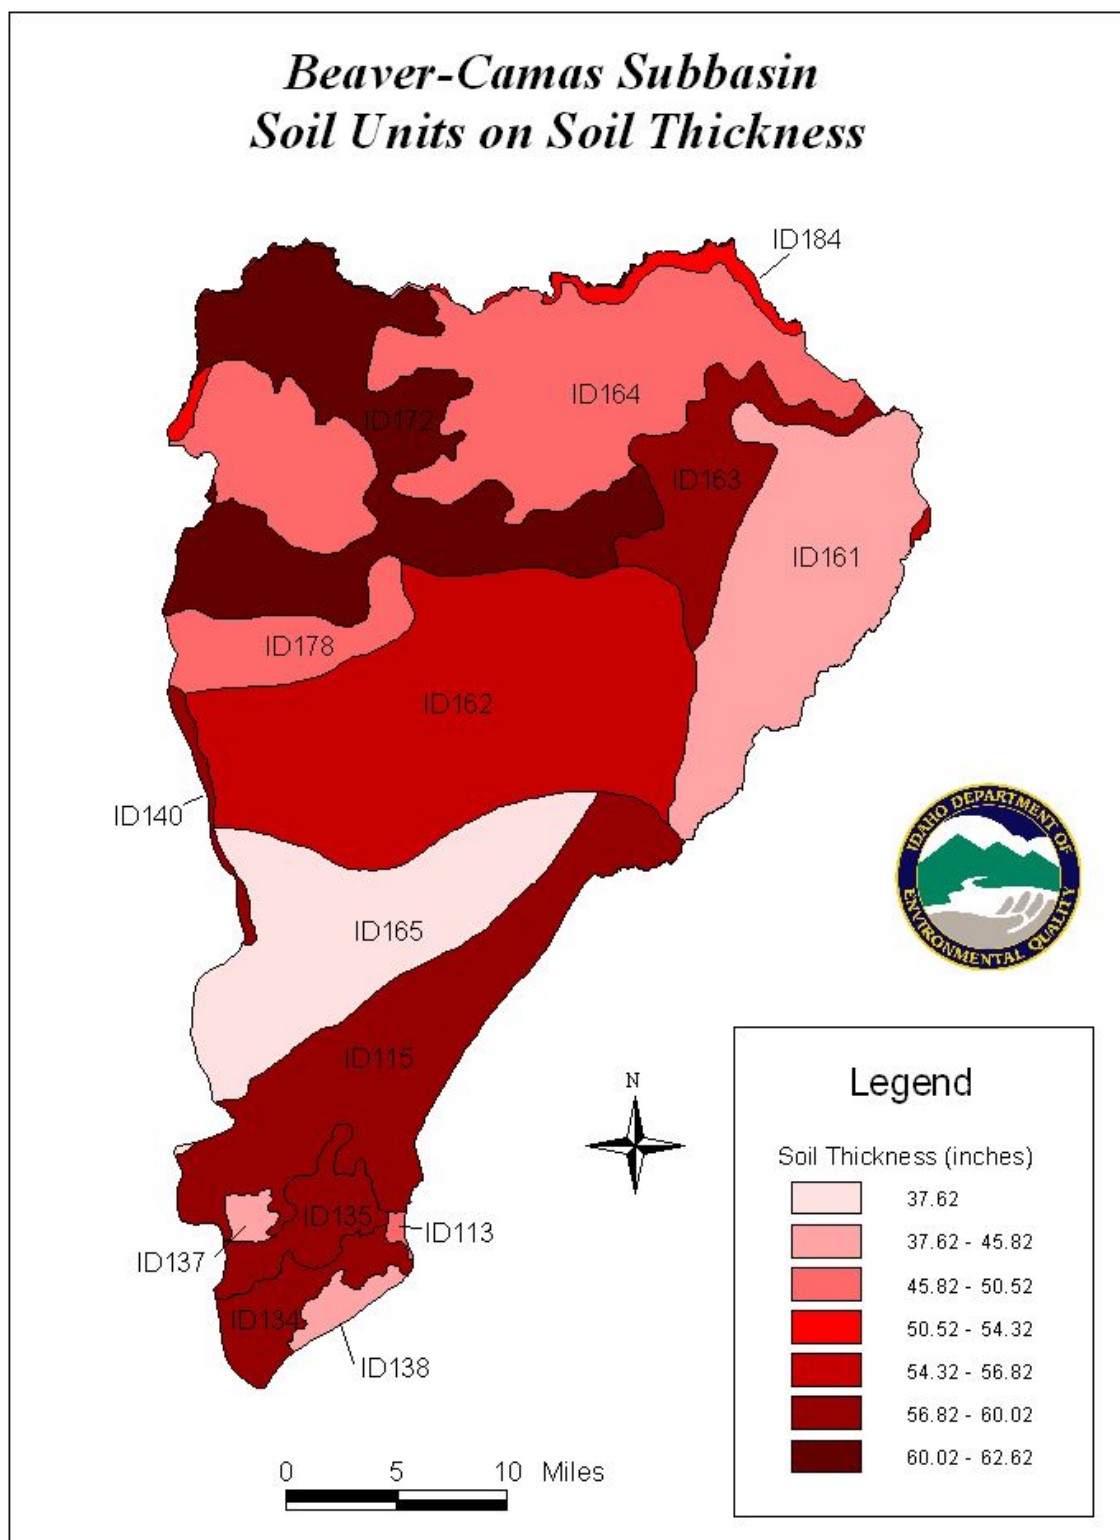 Beaver-Camas Subbasin
Soil Units on Soil Thickness
ID184
ID164
ID172
ID163
ID161
ID178
ID162
ID140
IDAHO DEPARTMENT OF
ENVIRONMENTAL QUALITY
ID165
ID115
N
ID135
ID113
ID137
ID134
ID138
Legend
Soil Thickness (inches)
37.62
37.62 - 45.82
45.82 - 50.52
50.52 - 54.32
54.32 - 56.82
56.82 - 60.02
60.02 - 62.62
0 5 10 Miles